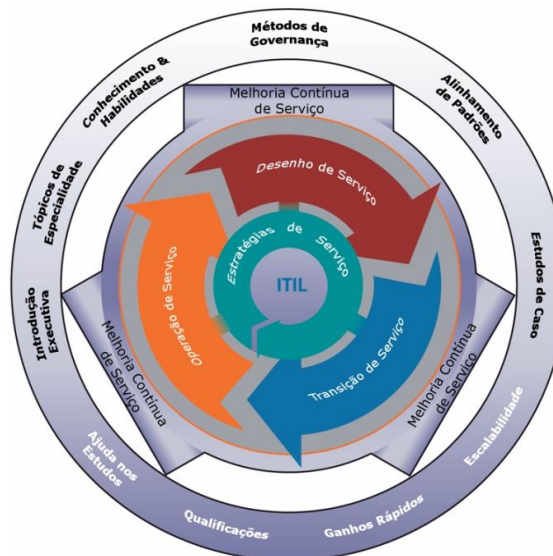 Métodos de
Governança
Conhecimento &
Habilidades
Alinhamento
de Padrões
Melhoria Contínua
de Serviço
Desenho de Serviço
Tópicos de
Especialidade
Estratégias de Serviço
ITIL
Estudos de Caso
Operação de Serviço
Transição de Serviço
Introdução
Executiva
Melhoria Contínua
de Serviço
Melhoria Contínua
de Serviço
Escalabilidade
Ajuda nos
Estudos
Qualificações
Ganhos Rápidos